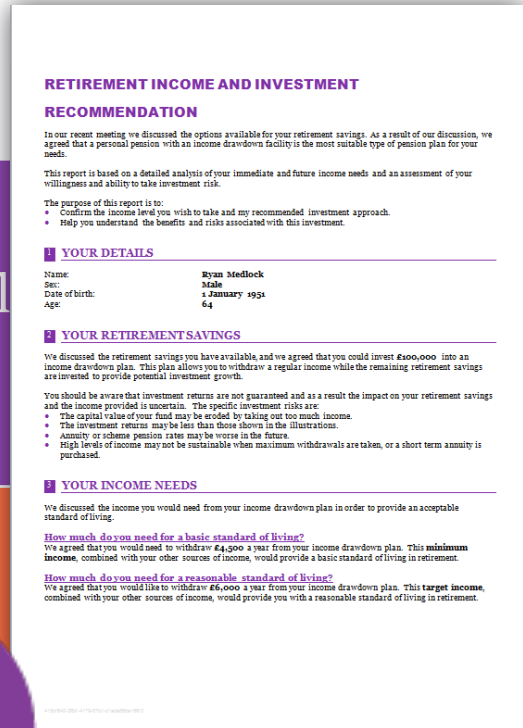 RETIREMENT INCOME AND INVESTMENT
RECOMMENDATION
In our recent meeting we discussed the options available for your retirement savings. As a result of our discussion, we
agreed that a personal pension with an income drawdown facility is the most suitable type of pension plan for your
needs.
This report is based on a detailed analysis of your immediate and future income needs and an assessment of your
willingness and ability to take investment risk.
The purpose of this report is to:
• Confirm the income level you wish to take and my recommended investment approach.
• Help you understand the benefits and risks associated with this investment.
1 YOUR DETAILS
Name: Ryan Medlock
Sex: Male
Date of birth: 1 January 1951
Age: 64
2 YOUR RETIREMENT SAVINGS
We discussed the retirement savings you have available, and we agreed that you could invest £100,000 into an
income drawdown plan. This plan allows you to withdraw a regular income while the remaining retirement savings
are invested to provide potential investment growth.
You should be aware that investment returns are not guaranteed and as a result the impact on your retirement savings
and the income provided is uncertain. The specific investment risks are:
• The capital value of your fund may be eroded by taking out too much income.
• The investment returns may be less than those shown in the illustrations.
• Annuity or scheme pension rates may be worse in the future.
• High levels of income may not be sustainable when maximum withdrawals are taken, or a short term annuity is
purchased.
3 YOUR INCOME NEEDS
We discussed the income you would need from your income drawdown plan in order to provide an acceptable
standard of living.
How much do you need for a basic standard of living?
We agreed that you would need to withdraw £4,500 a year from your income drawdown plan. This minimum
income, combined with your other sources of income, would provide a basic standard of living in retirement.
How much do you need for a reasonable standard of living?
We agreed that you would like to withdraw £6,000 a year from your income drawdown plan. This target income,
combined with your other sources of income, would provide you with a reasonable standard of living in retirement.